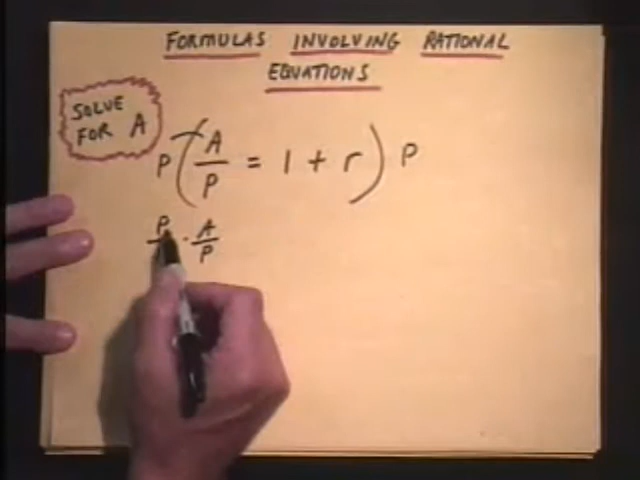 FORMULAS INVOLVING RATIONAL
EQUATIONS
SOLVE
FOR A
P ( A/P = 1 + r ) P
P/ · A/P